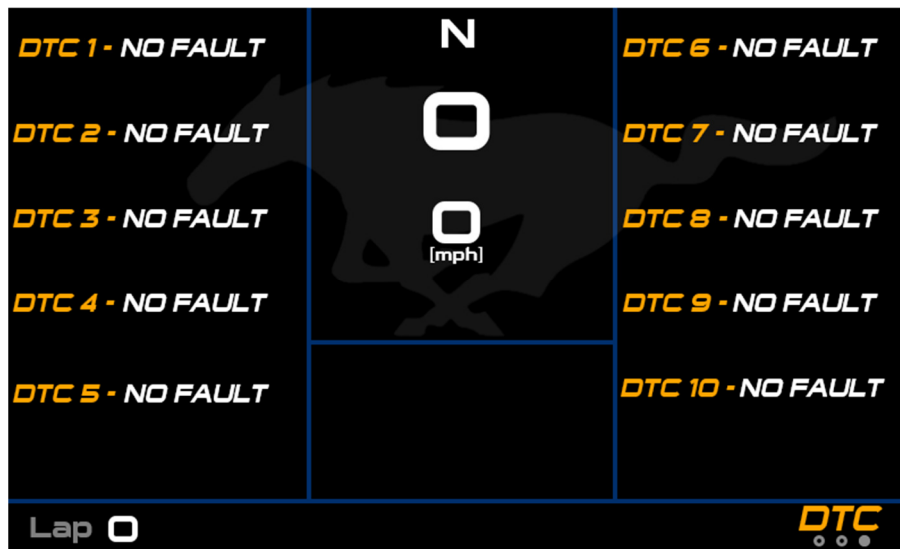 DTC 1 - NO FAULT
DTC 2 - NO FAULT
DTC 3 - NO FAULT
DTC 4 - NO FAULT
DTC 5 - NO FAULT
N
0
0
[mph]
DTC 6 - NO FAULT
DTC 7 - NO FAULT
DTC 8 - NO FAULT
DTC 9 - NO FAULT
DTC 10 - NO FAULT
Lap 0
DTC